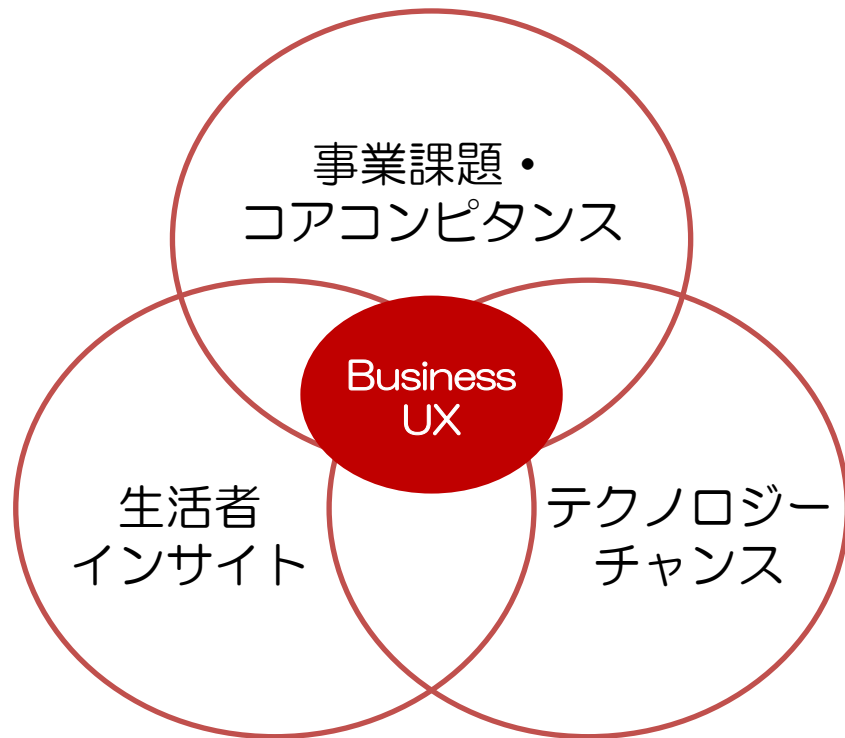 事業課題・
コアコンピタンス
Business
UX
生活者
インサイト
テクノロジー
チャンス